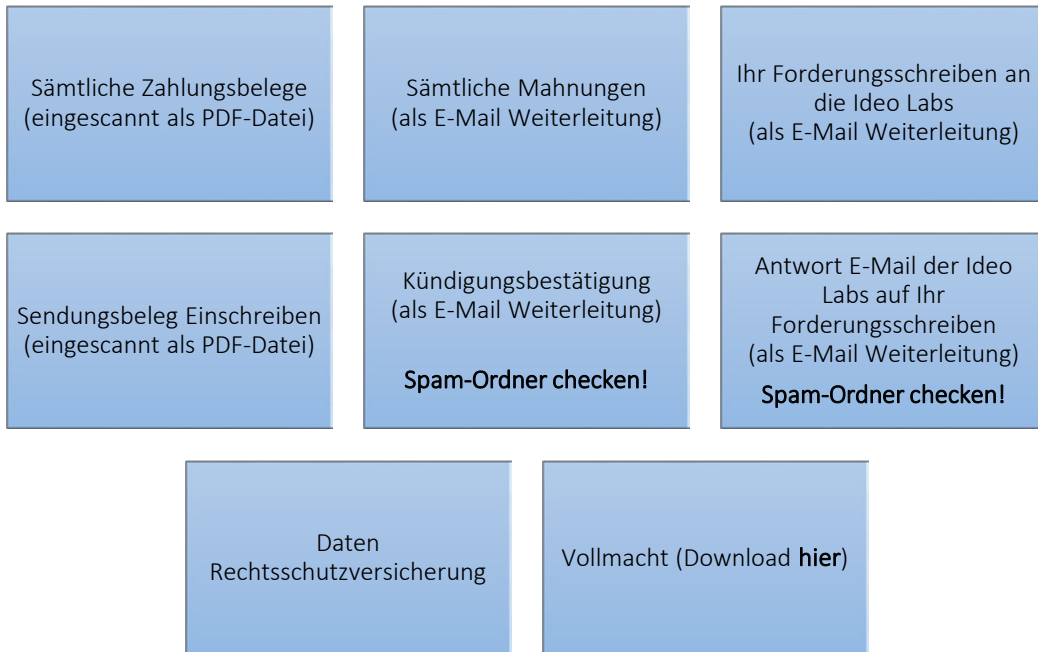 Sämtliche Zahlungsbelege
(eingescannt als PDF-Datei)
Sämtliche Mahnungen
(als E-Mail Weiterleitung)
Ihr Forderungsschreiben an
die Ideo Labs
(als E-Mail Weiterleitung)
Sendungsbeleg Einschreiben
(eingescannt als PDF-Datei)
Kündigungsbestätigung
(als E-Mail Weiterleitung)
Spam-Ordner checken!
Antwort E-Mail der Ideo
Labs auf Ihr
Forderungsschreiben
(als E-Mail Weiterleitung)
Spam-Ordner checken!
Daten
Rechtsschutzversicherung
Vollmacht (Download hier)